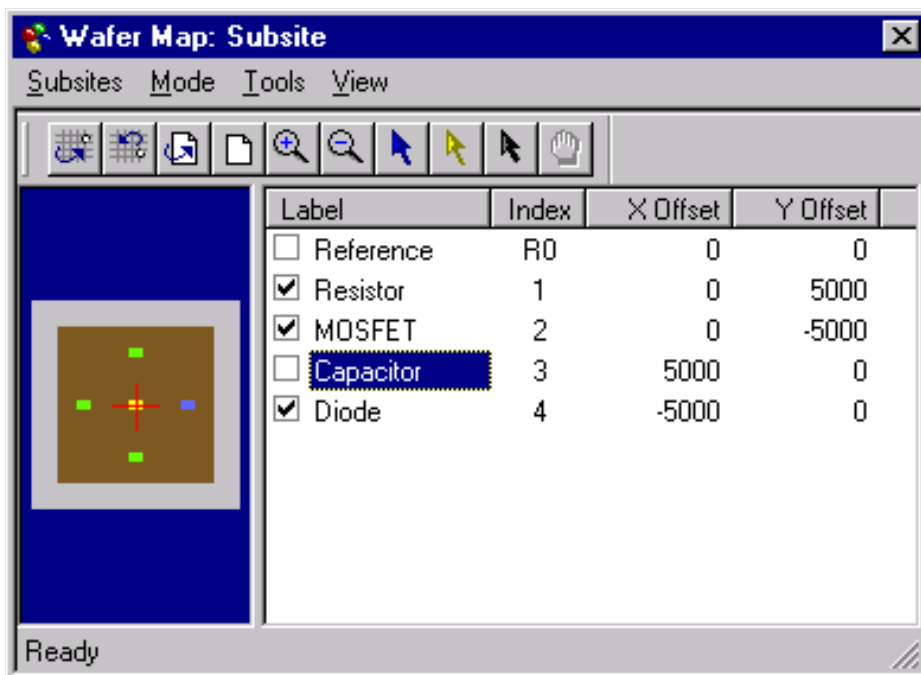 Wafer Map: Subsite
Subsites Mode Tools View
Label Index X Offset Y Offset
Reference R0 0 0
Resistor 1 0 5000
MOSFET 2 0 -5000
Capacitor 3 5000 0
Diode 4 -5000 0
Ready